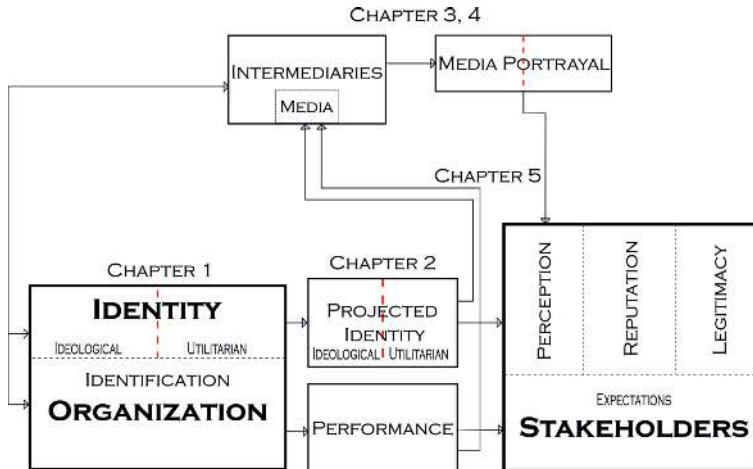 CHAPTER 3, 4
INTERMEDIARIES
MEDIA
MEDIA PORTRAYAL
CHAPTER 5
CHAPTER 1
IDENTITY
IDEOLOGICAL UTILITARIAN
IDENTIFICATION
ORGANIZATION
CHAPTER 2
PROJECTED
IDENTITY
IDEOLOGICAL UTILITARIAN
PERFORMANCE
PERCEPTION
REPUTATION
LEGITIMACY
EXPECTATIONS
STAKEHOLDERS